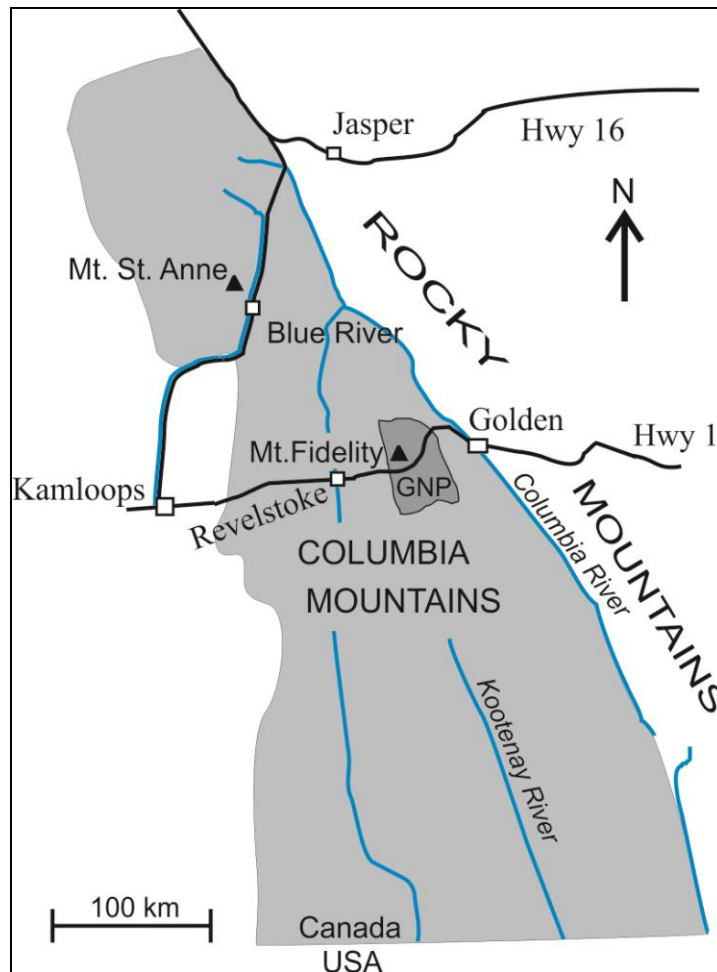 Jasper
Hwy 16
N
ROCKY
Mt. St. Anne
Blue River
Golden
Hwy 1
Mt.Fidelity
Kamloops
GNP
Revelstoke
Columbia River
MOUNTAINS
COLUMBIA
MOUNTAINS
Kootenay River
100 km
Canada
USA